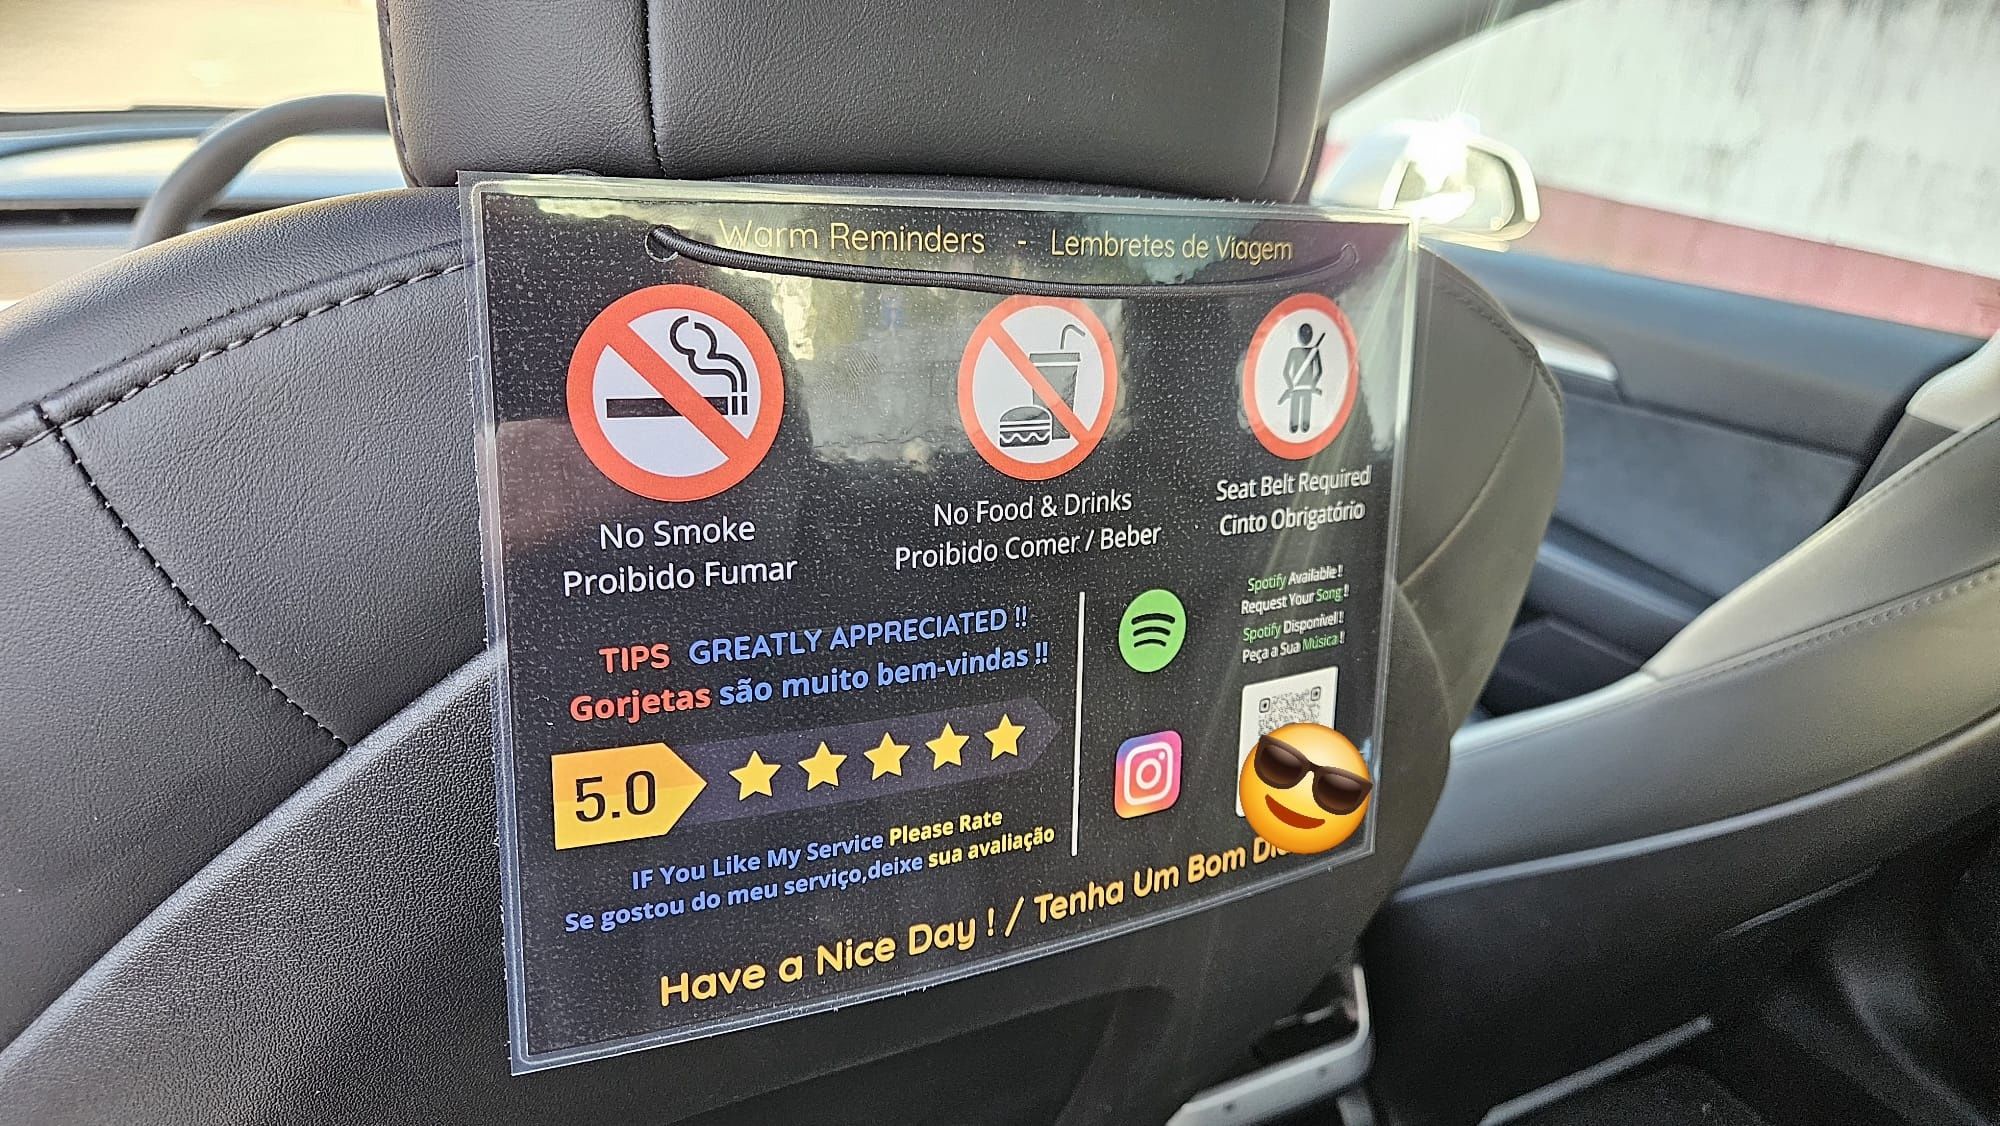 Warm Reminders - Lembretes de Viagem
No Smoke
Proibido Fumar
No Food & Drinks
Proibido Comer / Beber
Seat Belt Required
Cinto Obrigatório
TIPS GREATLY APPRECIATED !!
Gorjetas são muito bem-vindas !!
5.0
IF You Like My Service Please Rate
Se gostou do meu serviço,deixe sua avaliação
Spotify Available !
Request Your Song !
Spotify Disponível !
Peça a Sua Música !
Have a Nice Day ! / Tenha Um Bom